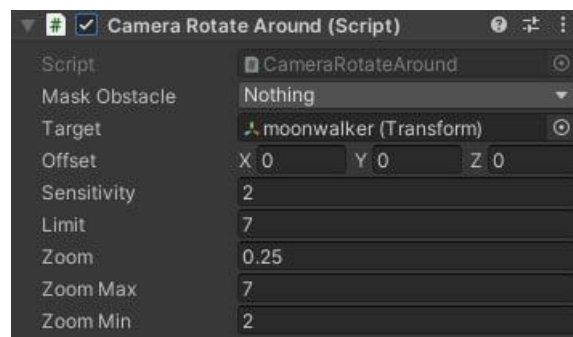 Camera Rotate Around (Script)
Script CameraRotateAround
Mask Obstacle Nothing
Target moonwalker (Transform)
Offset X 0 Y 0 Z 0
Sensitivity 2
Limit 7
Zoom 0.25
Zoom Max 7
Zoom Min 2